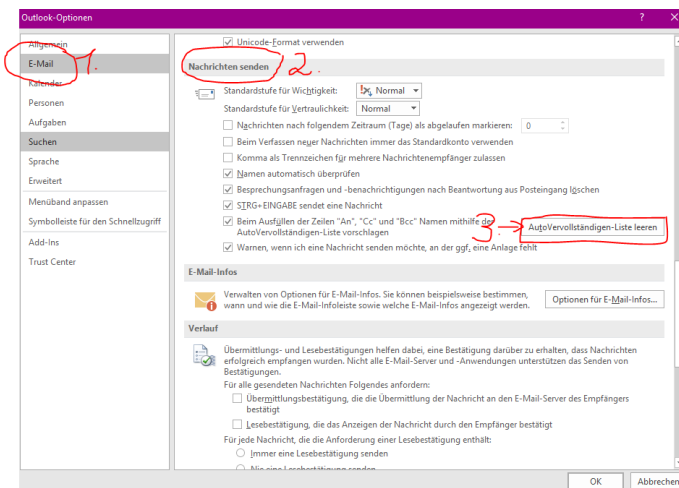 Outlook-Optionen ? ×
Allgemein
E-Mail
Kalender
Personen
Aufgaben
Suchen
Sprache
Erweitert
Menüband anpassen
Symbolleiste für den Schnellzugriff
Add-Ins
Trust Center
1.
Unicode-Format verwenden
Nachrichten senden 2.
Standardstufe für Wichtigkeit: Normal
Standardstufe für Vertraulichkeit: Normal
Nachrichten nach folgendem Zeitraum (Tage) als abgelaufen markieren: 0
Beim Verfassen neuer Nachrichten immer das Standardkonto verwenden
Komma als Trennzeichen für mehrere Nachrichtenempfänger zulassen
Namen automatisch überprüfen
Besprechungsanfragen und -benachrichtigungen nach Beantwortung aus Posteingang löschen
STRG+EINGABE sendet eine Nachricht
Beim Ausfüllen der Zeilen "An", "Cc" und "Bcc" Namen mithilfe der
AutoVervollständigen-Liste vorschlagen
3. → AutoVervollständigen-Liste leeren
Warnen, wenn ich eine Nachricht senden möchte, an der ggf. eine Anlage fehlt
E-Mail-Infos
Verwalten von Optionen für E-Mail-Infos. Sie können beispielsweise bestimmen,
wann und wie die E-Mail-Infoleiste sowie welche E-Mail-Infos angezeigt werden.
Optionen für E-Mail-Infos...
Verlauf
Übermittlungs- und Lesebestätigungen helfen dabei, eine Bestätigung darüber zu erhalten, dass Nachrichten
erfolgreich empfangen wurden. Nicht alle E-Mail-Server und -Anwendungen unterstützen das Senden von
Bestätigungen.
Für alle gesendeten Nachrichten Folgendes anfordern:
Übermittlungsbestätigung, die die Übermittlung der Nachricht an den E-Mail-Server des Empfängers
bestätigt
Lesebestätigung, die das Anzeigen der Nachricht durch den Empfänger bestätigt
Für jede Nachricht, die die Anforderung einer Lesebestätigung enthält:
Immer eine Lesebestätigung senden
Nie eine Lesebestätigung senden
OK Abbrechen